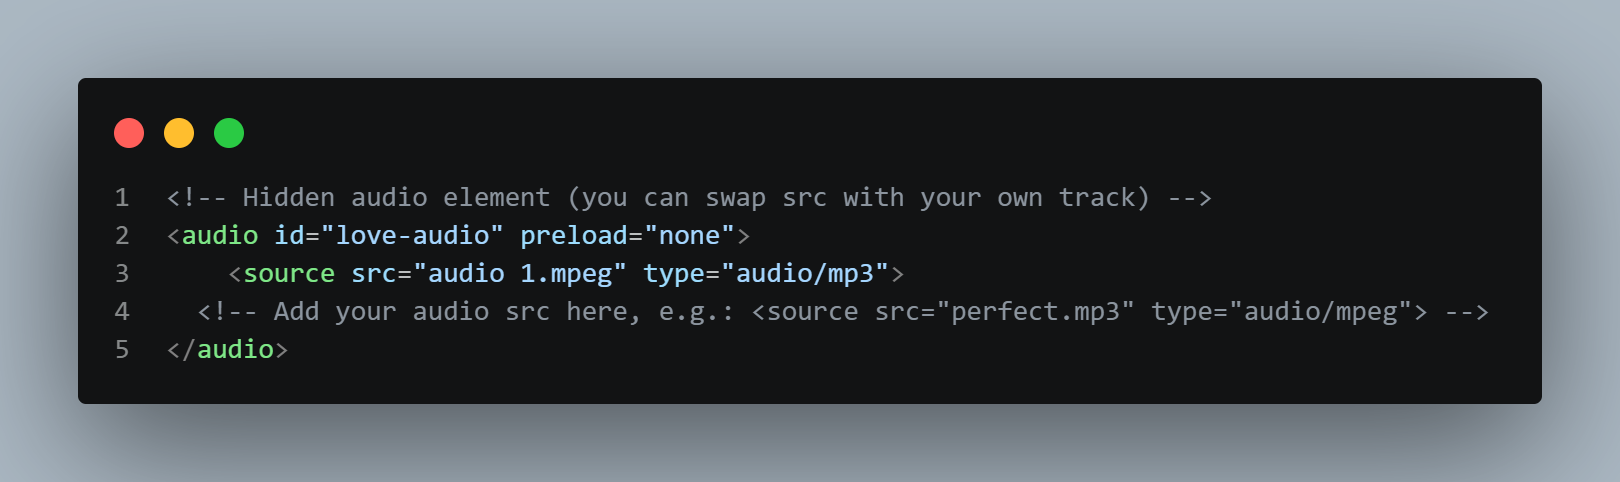 1 <!-- Hidden audio element (you can swap src with your own track) -->
2 <audio id="love-audio" preload="none">
3     <source src="audio 1.mpeg" type="audio/mp3">
4   <!-- Add your audio src here, e.g.: <source src="perfect.mp3" type="audio/mpeg"> -->
5 </audio>